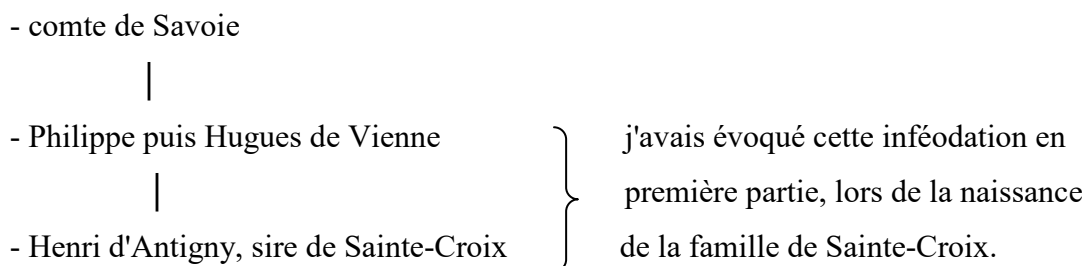 - comte de Savoie
- Philippe puis Hugues de Vienne
- Henri d'Antigny, sire de Sainte-Croix
j'avais évoqué cette inféodation en
première partie, lors de la naissance
de la famille de Sainte-Croix.